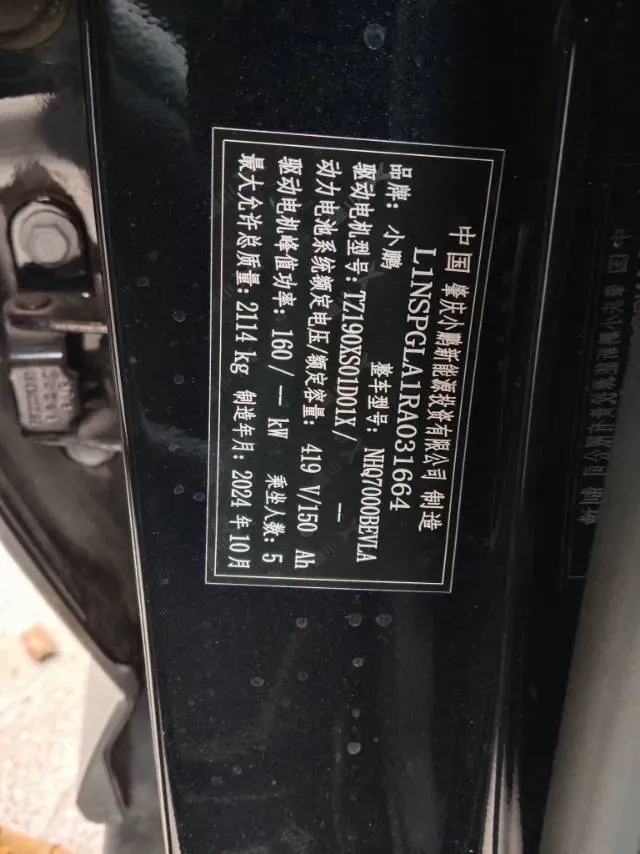 中国 肇庆小鹏新能源投资有限公司 制造
L1NSPGLA1RA031664
品牌： 小鹏 整车型号： NHQ7000BEVLA
驱动电机型号：TZ190XS01D01X/ --
动力电池系统额定电压/额定容量： 419 V/150 Ah
驱动电机峰值功率： 160/ -- kW 乘坐人数： 5
最大允许总质量： 2114 kg 制造年月： 2024 年 10 月